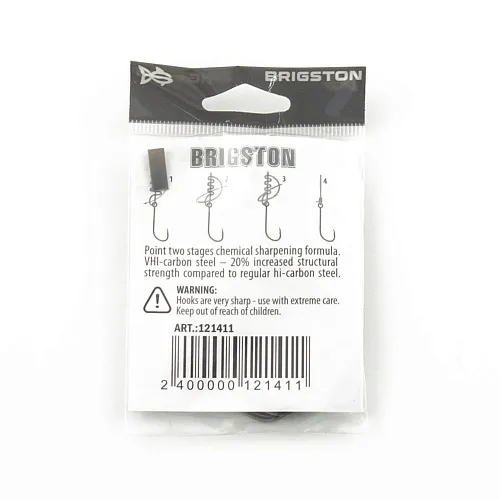 BRIGSTON
BRIGSTON
1 2 3 4
Point two stages chemical sharpening formula.
VHI-carbon steel – 20% increased structural
strength compared to regular hi-carbon steel.
WARNING:
Hooks are very sharp - use with extreme care.
Keep out of reach of children.
ART.:121411
2 400000 121411